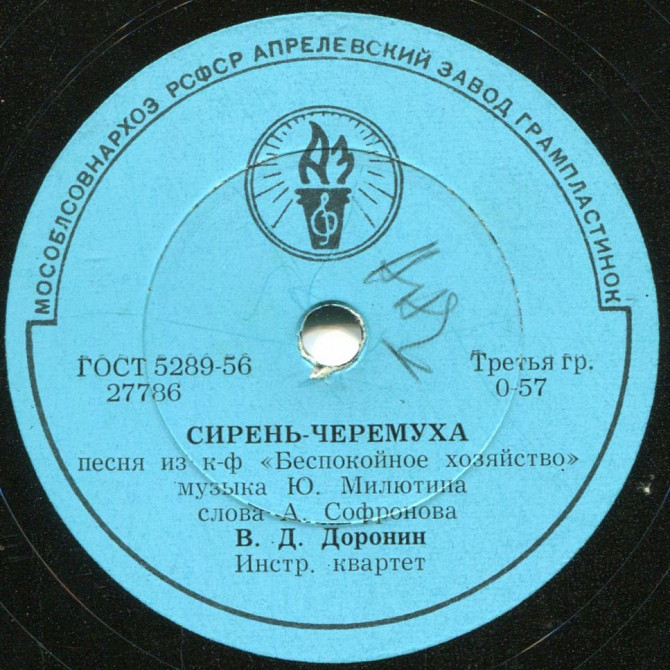 МОСОБЛСОВНАРХОЗ РСФСР АПРЕЛЕВСКИЙ ЗАВОД ГРАМПЛАСТИНОК
АЗ
ГОСТ 5289-56
27786
Третья гр.
0-57
СИРЕНЬ-ЧЕРЕМУХА
песня из к-ф «Беспокойное хозяйство»
музыка Ю. Милютина
слова А. Софронова
В. Д. Доронин
Инстр. квартет